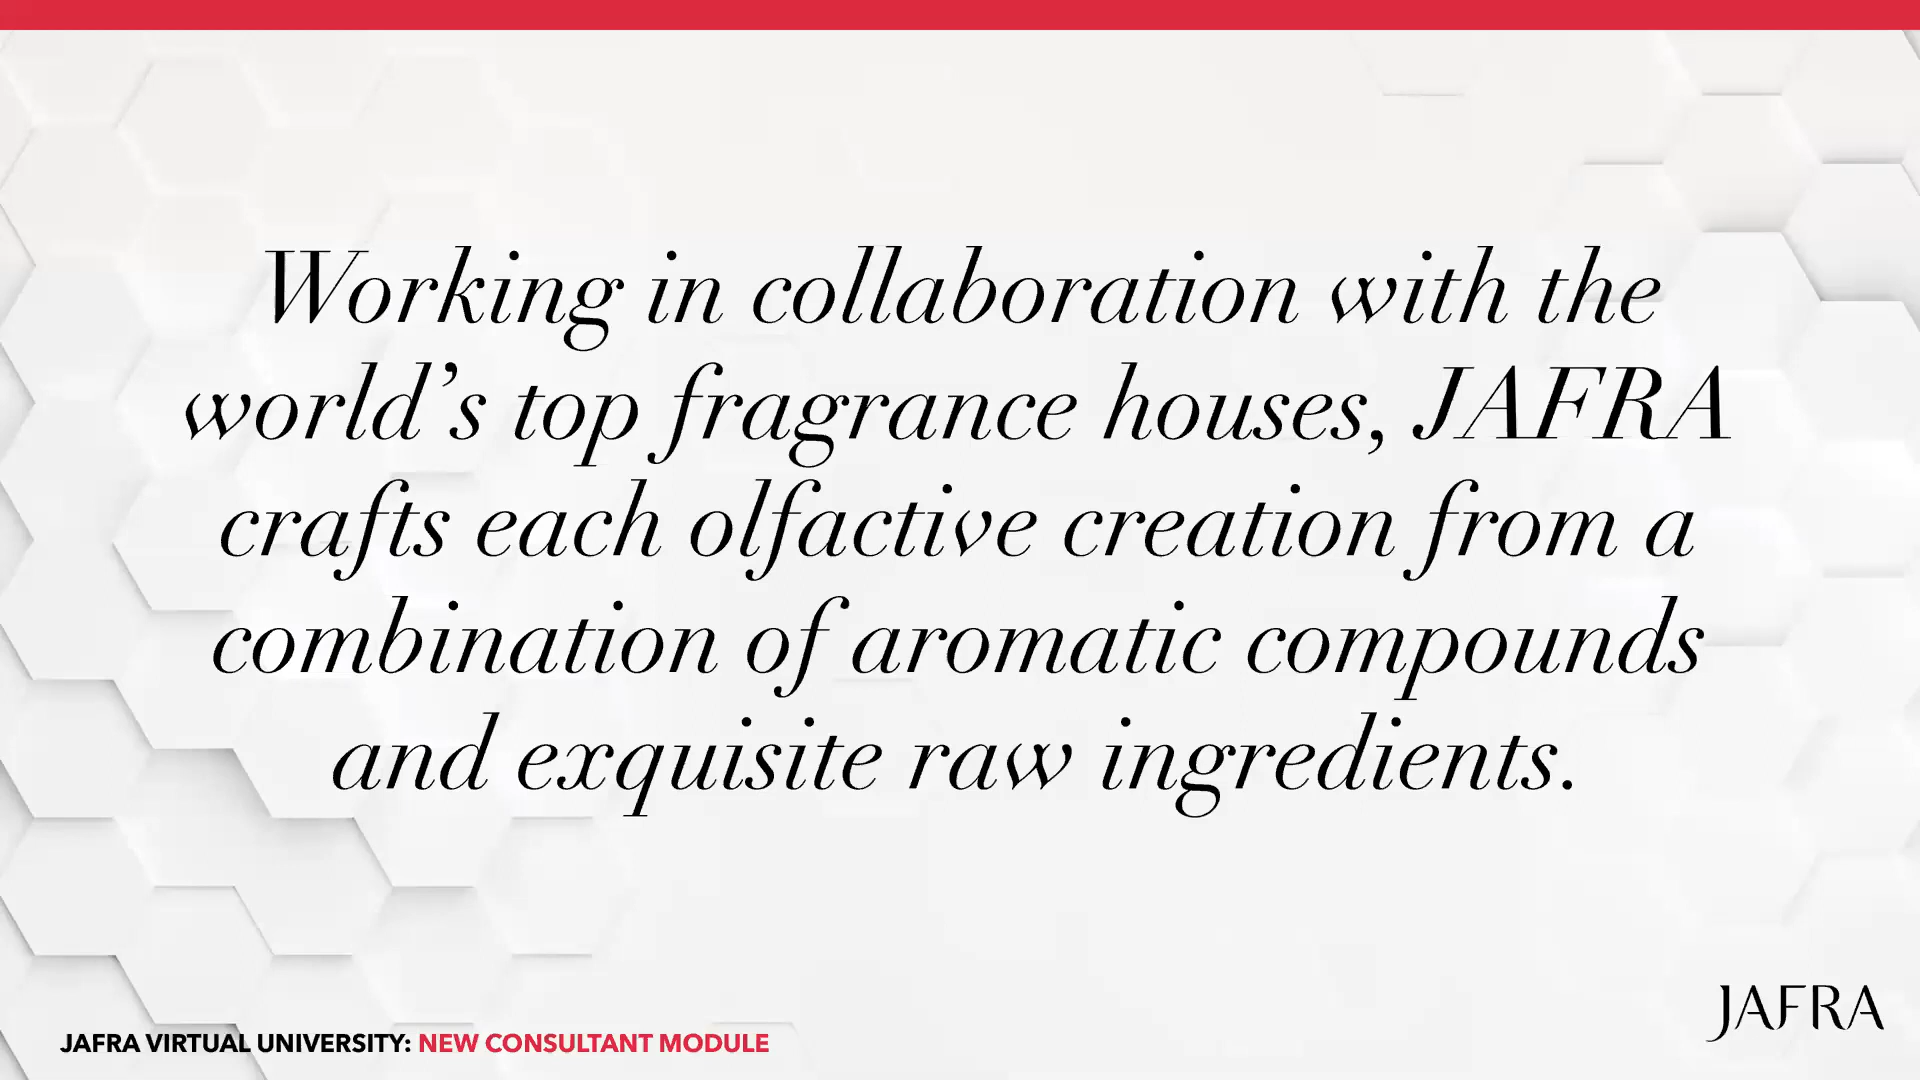 Working in collaboration with the
world’s top fragrance houses, JAFRA
crafts each olfactive creation from a
combination of aromatic compounds
and exquisite raw ingredients.
JAFRA
JAFRA VIRTUAL UNIVERSITY: NEW CONSULTANT MODULE